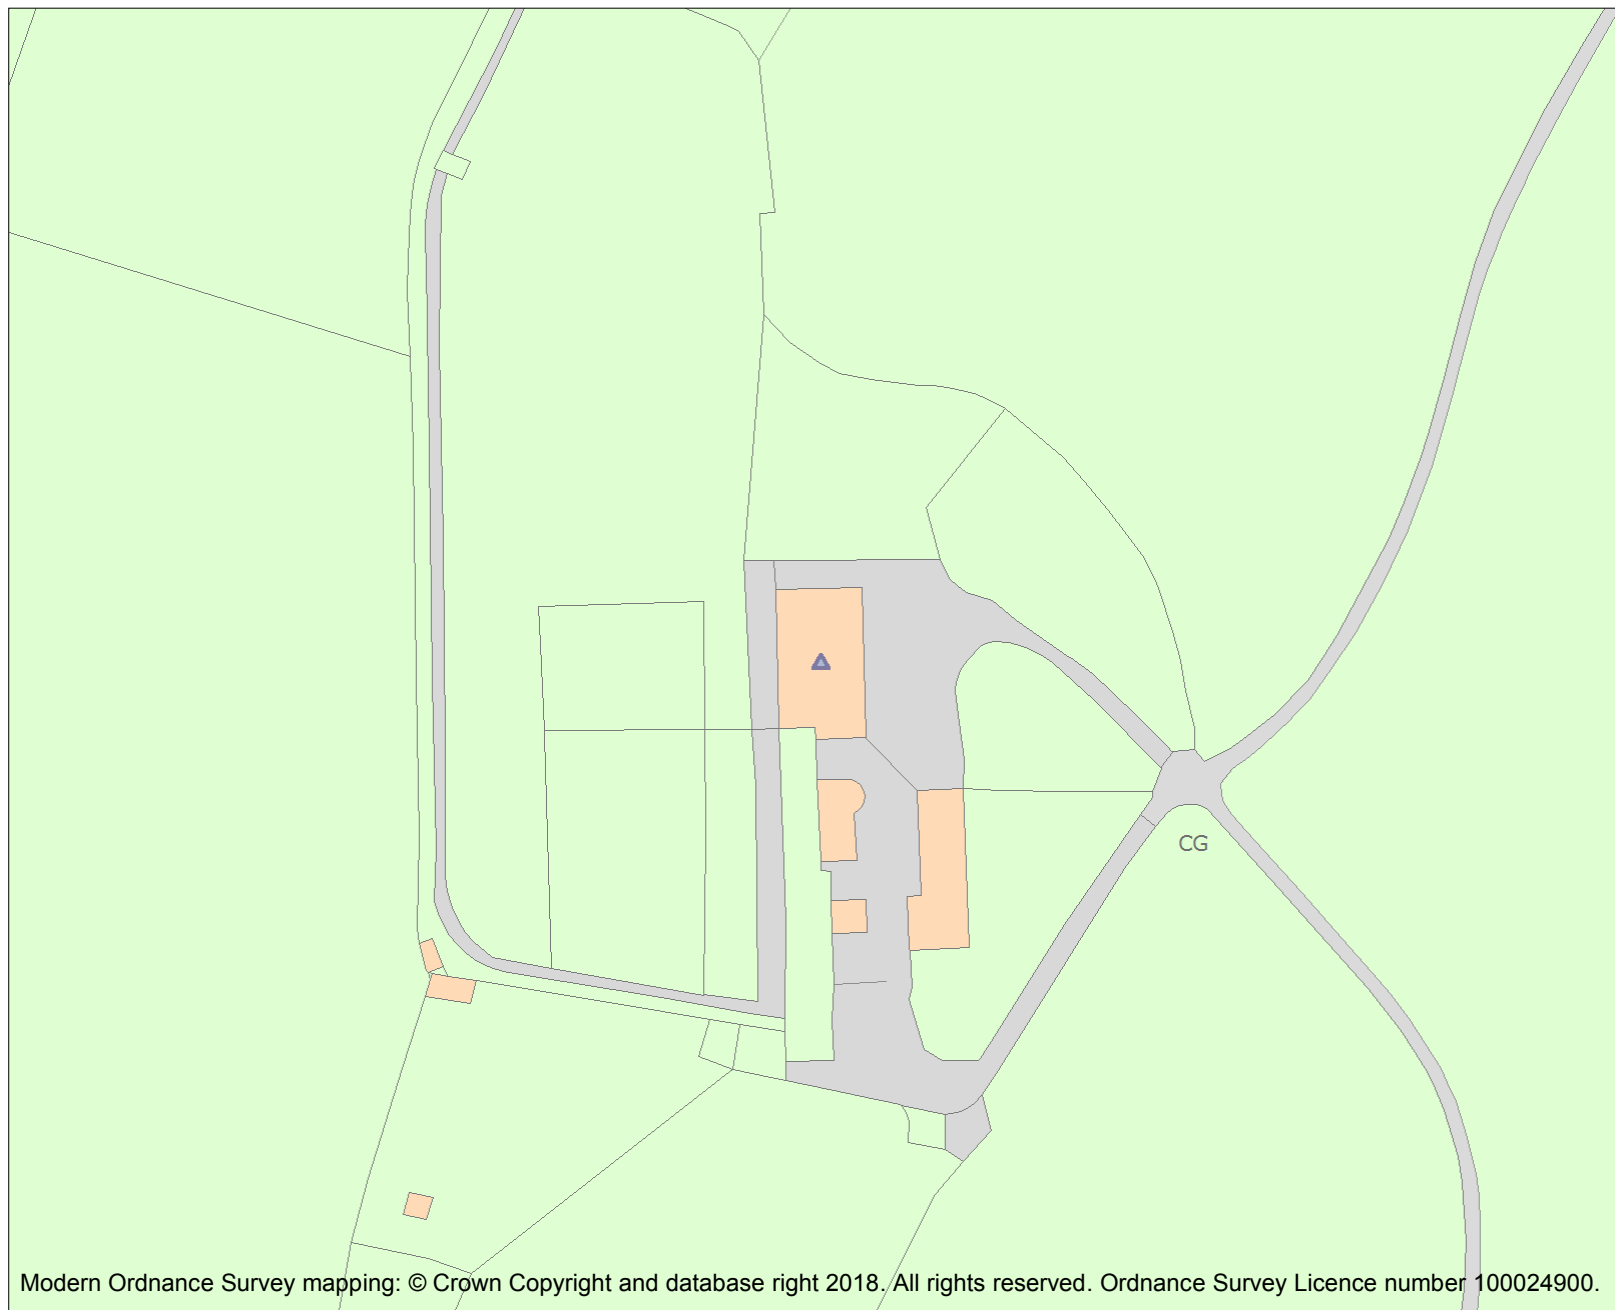 CG
Modern Ordnance Survey mapping: © Crown Copyright and database right 2018. All rights reserved. Ordnance Survey Licence number 100024900.